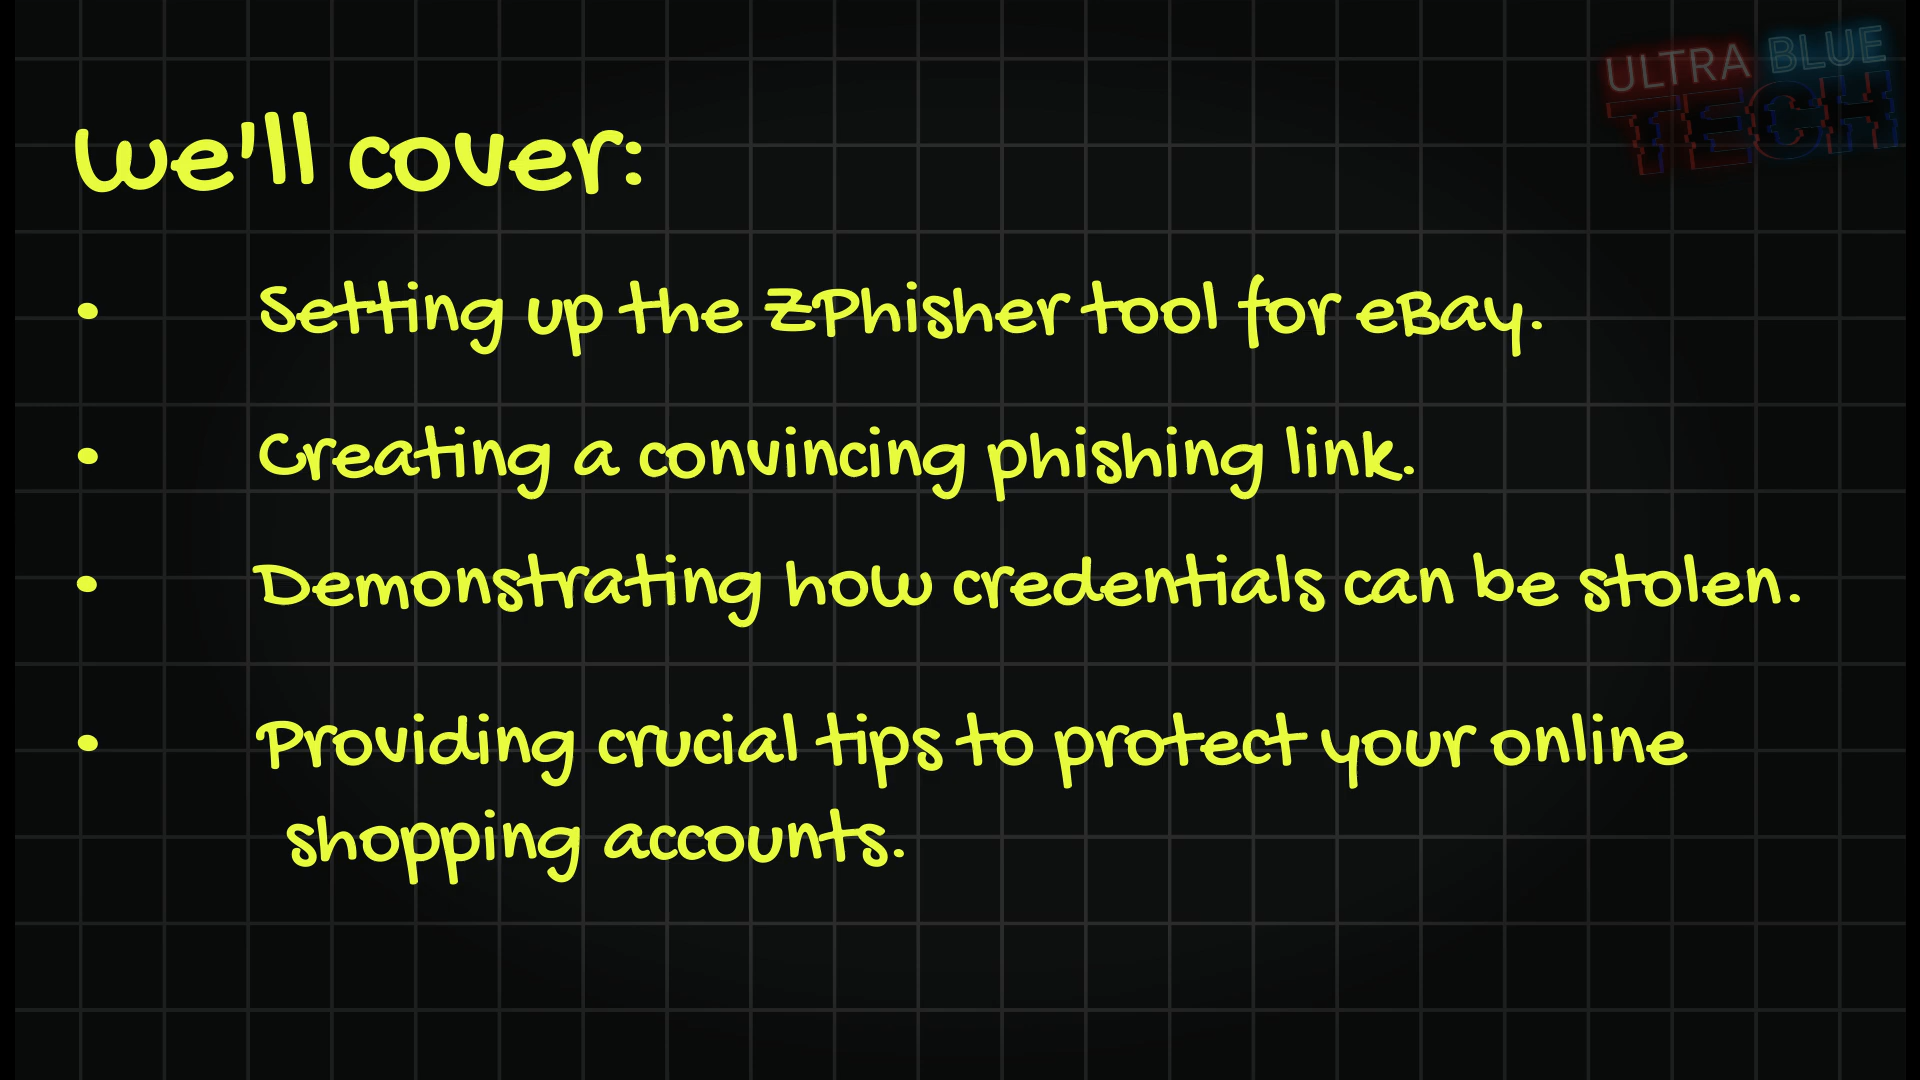 ULTRA BLUE
TECH
we'll cover:
• Setting up the ZPhisher tool for eBay.
• Creating a convincing phishing link.
• Demonstrating how credentials can be stolen.
• Providing crucial tips to protect your online
shopping accounts.